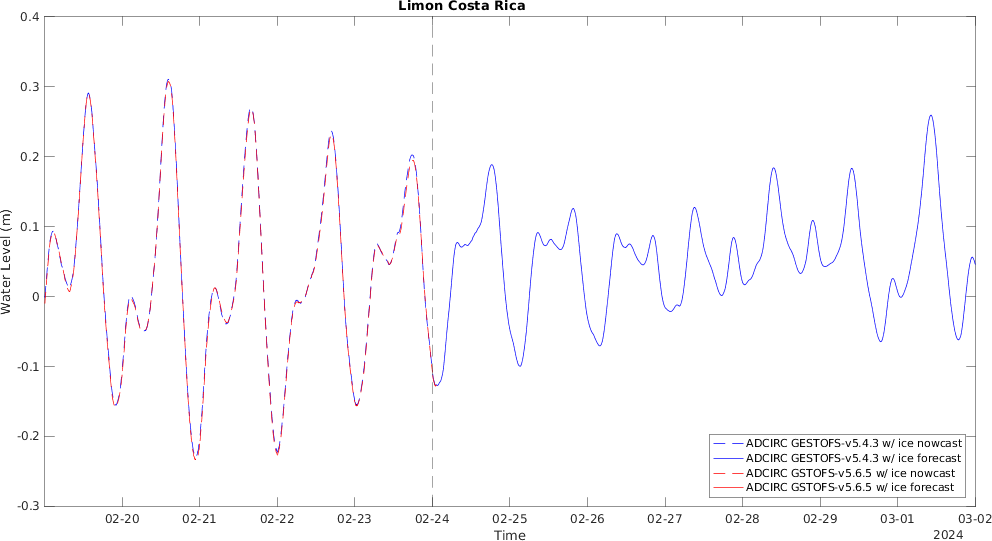 Limon Costa Rica
0.4
0.3
0.2
0.1
0
-0.1
-0.2
-0.3
Water Level (m)
ADCIRC GESTOFS-v5.4.3 w/ ice nowcast
ADCIRC GESTOFS-v5.4.3 w/ ice forecast
ADCIRC GSTOFS-v5.6.5 w/ ice nowcast
ADCIRC GSTOFS-v5.6.5 w/ ice forecast
02-20 02-21 02-22 02-23 02-24 02-25 02-26 02-27 02-28 02-29 03-01 03-02
Time
2024